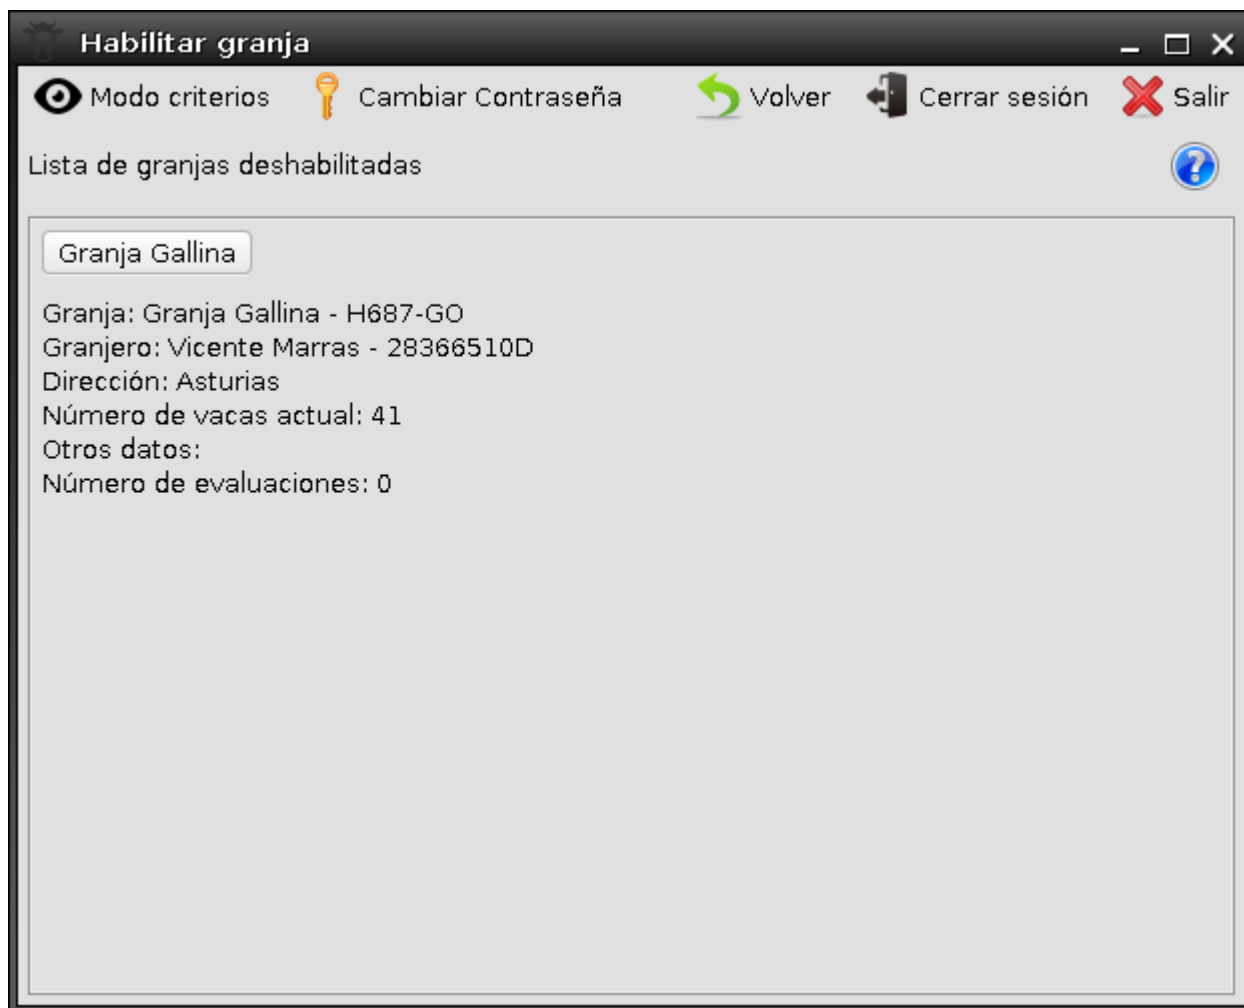 Habilitar granja
Modo criterios Cambiar Contraseña Volver Cerrar sesión Salir
Lista de granjas deshabilitadas
Granja Gallina
Granja: Granja Gallina - H687-GO
Granjero: Vicente Marras - 28366510D
Dirección: Asturias
Número de vacas actual: 41
Otros datos:
Número de evaluaciones: 0